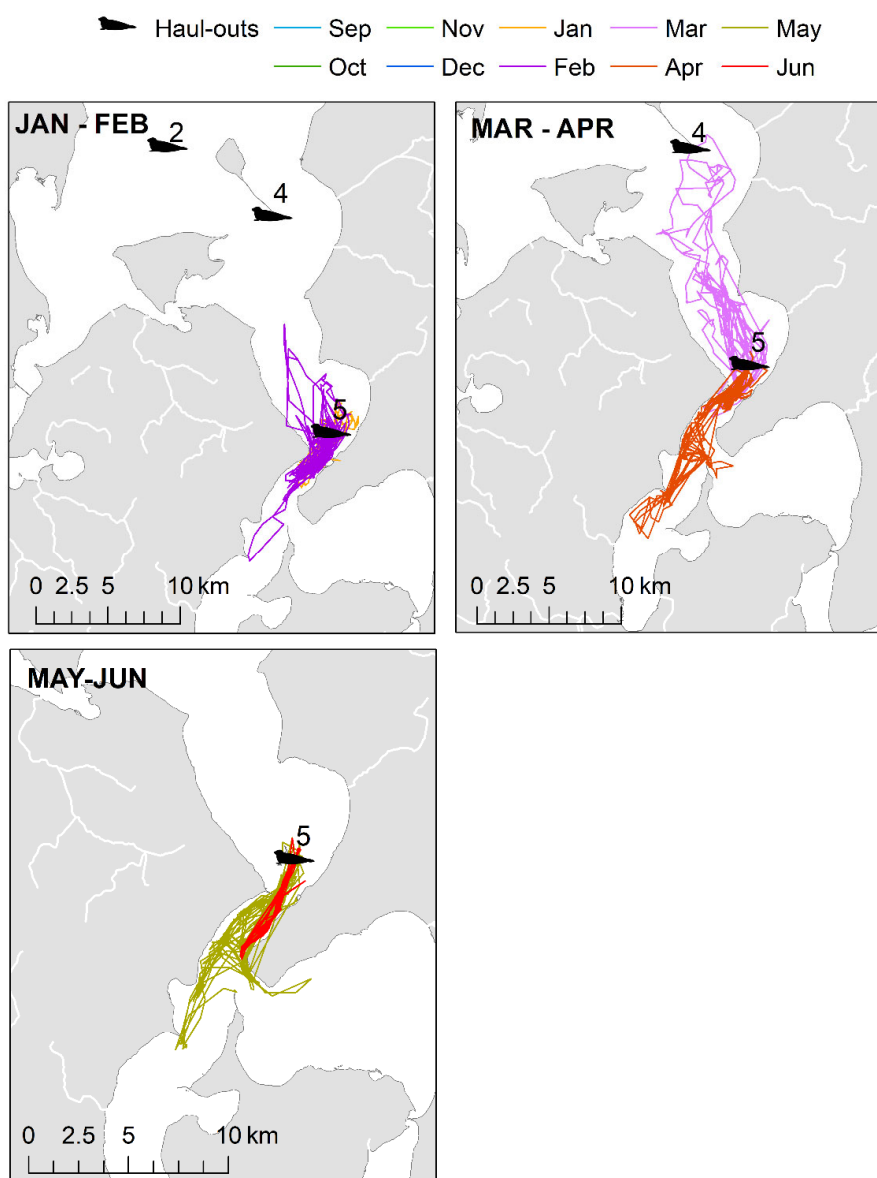 Haul-outs Sep Nov Jan Mar May
Oct Dec Feb Apr Jun
JAN - FEB 2
4
5
0 2.5 5 10 km
MAR - APR 4
5
0 2.5 5 10 km
MAY-JUN
5
0 2.5 5 10 km